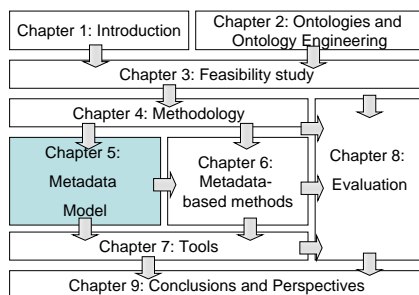 Chapter 1: Introduction
Chapter 2: Ontologies and
Ontology Engineering
Chapter 3: Feasibility study
Chapter 4: Methodology
Chapter 5:
Metadata
Model
Chapter 6:
Metadata-
based methods
Chapter 8:
Evaluation
Chapter 7: Tools
Chapter 9: Conclusions and Perspectives